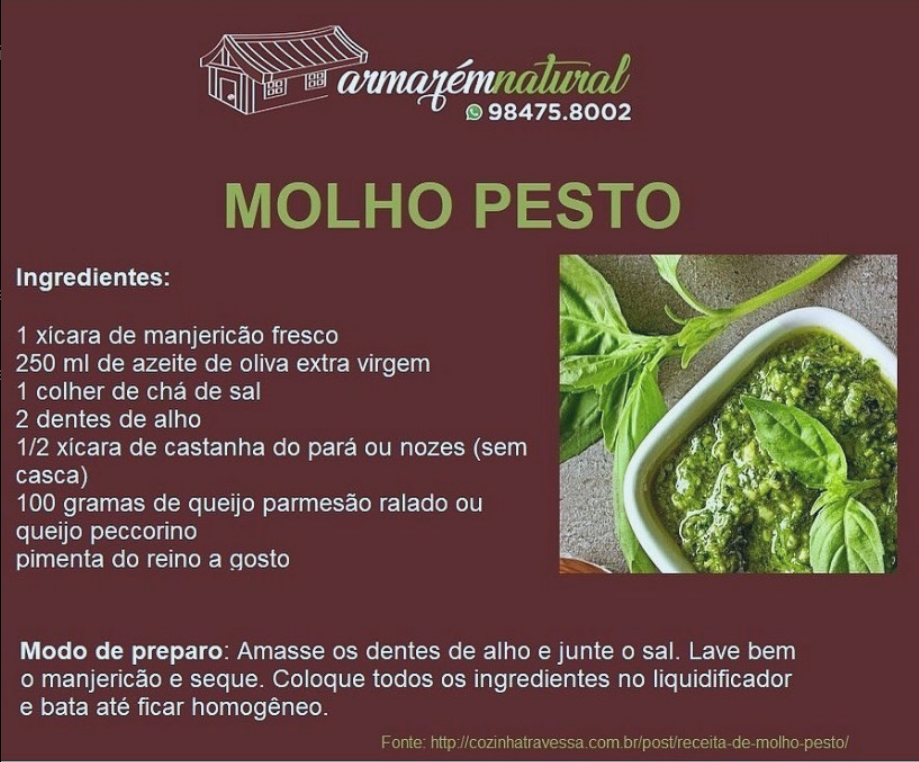 armazémnatural
98475.8002
MOLHO PESTO
Ingredientes:
1 xícara de manjericão fresco
250 ml de azeite de oliva extra virgem
1 colher de chá de sal
2 dentes de alho
1/2 xícara de castanha do pará ou nozes (sem
casca)
100 gramas de queijo parmesão ralado ou
queijo peccorino
pimenta do reino a gosto
Modo de preparo: Amasse os dentes de alho e junte o sal. Lave bem
o manjericão e seque. Coloque todos os ingredientes no liquidificador
e bata até ficar homogêneo.
Fonte: http://cozinhatravessa.com.br/post/receita-de-molho-pesto/